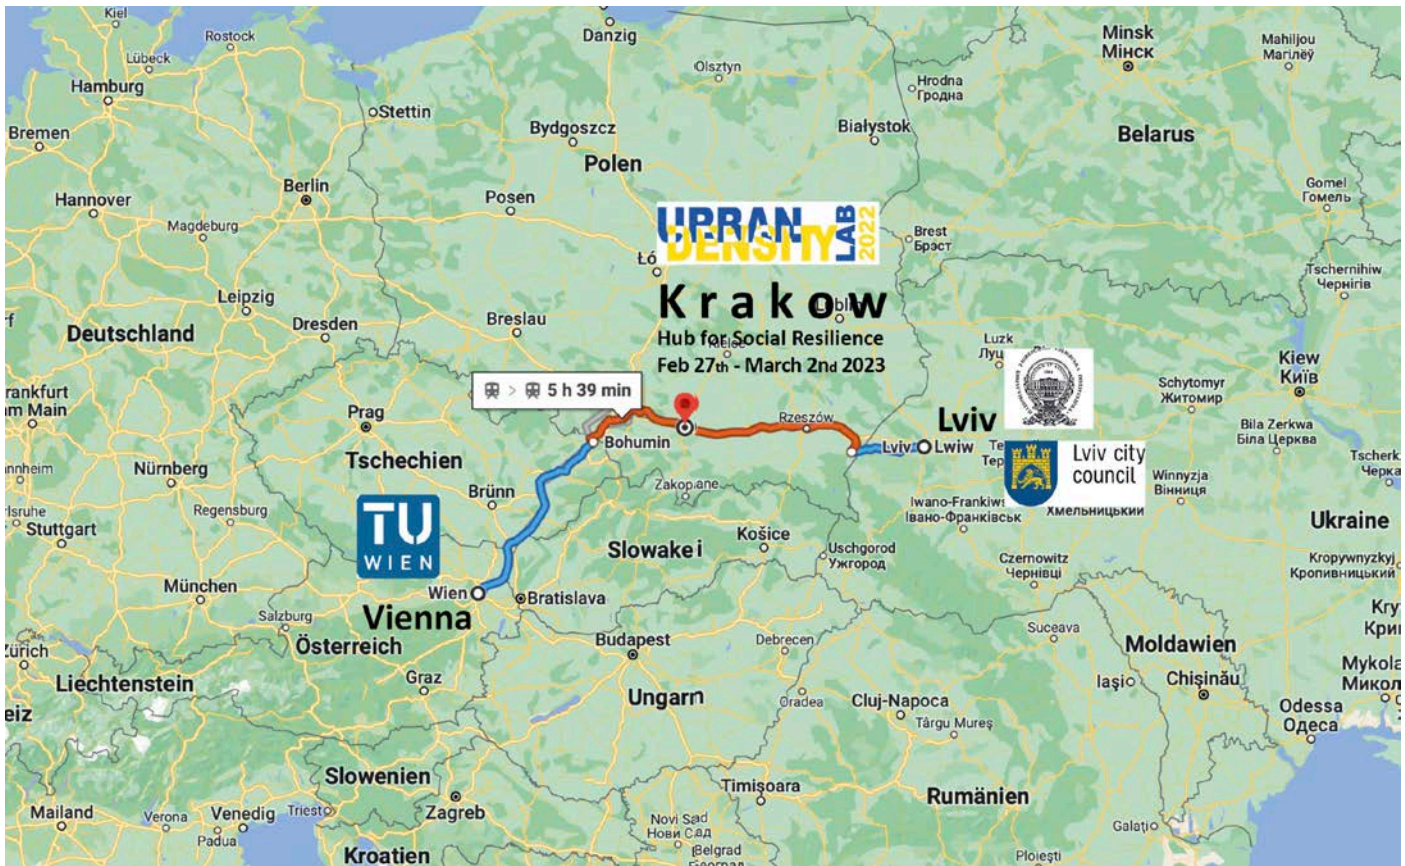 Kiel
Rostock
Lübeck
Hamburg
Bremen
Hannover
Magdeburg
Berlin
Stettin
Danzig
Olsztyn
Bydgoszcz
Polen
Posen
Białystok
Hrodna
Гродна
Minsk
Мінск
Mahiljou
Магілёў
Belarus
Gomel
Гомель
Brest
Брэст
Tschernihiw
Чернігів
URBAN
DENSITY
LAB
2022
Krakow
Hub for Social Resilience
Feb 27th - March 2nd 2023
Leipzig
Dresden
Deutschland
Breslau
5 h 39 min
Prag
Tschechien
Brünn
Bohumin
Rzeszów
Zakopane
Luzk
Kiew
Київ
Schytomyr
Житомир
Bila Zerkwa
Біла Церква
Lviv
Lviv
Lwiw
Lviv city
council
Хмельницький
Winnyzja
Вінниця
Iwano-Frankiws
Івано-Франківськ
Czernowitz
Чернівці
Uschgorod
Ужгород
Ukraine
Kropywnyzkyj
Кропивницький
Nürnberg
Regensburg
Stuttgart
München
Salzburg
TU
WIEN
Wien
Vienna
Bratislava
Slowakei
Košice
Österreich
Graz
Liechtenstein
Budapest
Debrecen
Ungarn
Oradea
Cluj-Napoca
Târgu Mureș
Suceava
Iași
Moldawien
Chișinău
Odessa
Одеса
Slowenien
Zagreb
Triest
Venedig
Verona
Padua
Mailand
Kroatien
Timișoara
Novi Sad
Нови Сад
Belgrad
Rumänien
Galați
Ploiești